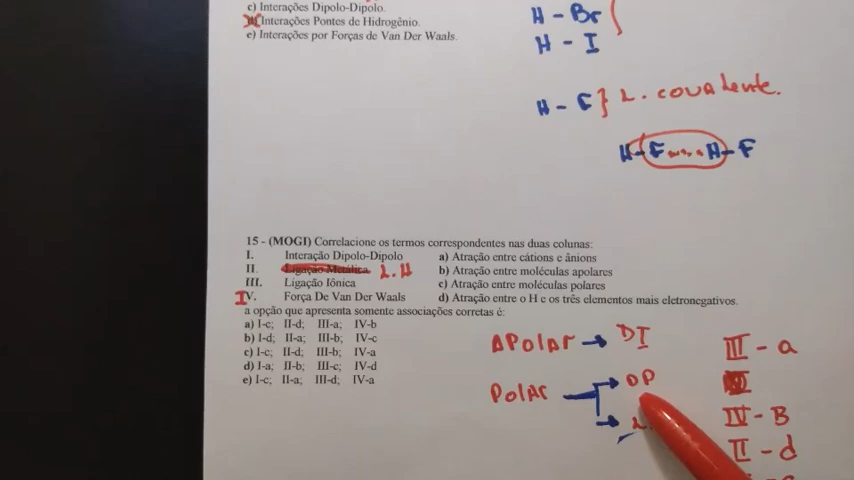 c) Interações Dipolo-Dipolo.
Interações Pontes de Hidrogênio.
e) Interações por Forças de Van Der Waals.
H - Br
H - I
H - F } L. covalente.
H - F ..... H - F
15 - (MOGI) Correlacione os termos correspondentes nas duas colunas:
I. Interação Dipolo-Dipolo a) Atração entre cátions e ânions
II. Ligação Metálica L.H b) Atração entre moléculas apolares
III. Ligação Iônica c) Atração entre moléculas polares
IV. Força De Van Der Waals d) Atração entre o H e os três elementos mais eletronegativos.
a opção que apresenta somente associações corretas é:
a) I-c; II-d; III-a; IV-b
b) I-d; II-a; III-b; IV-c
c) I-c; II-d; III-b; IV-a
d) I-a; II-b; III-c; IV-d
e) I-c; II-a; III-d; IV-a
APOLAR → DI
POLAR → DP
III - a
IV - B
II - d